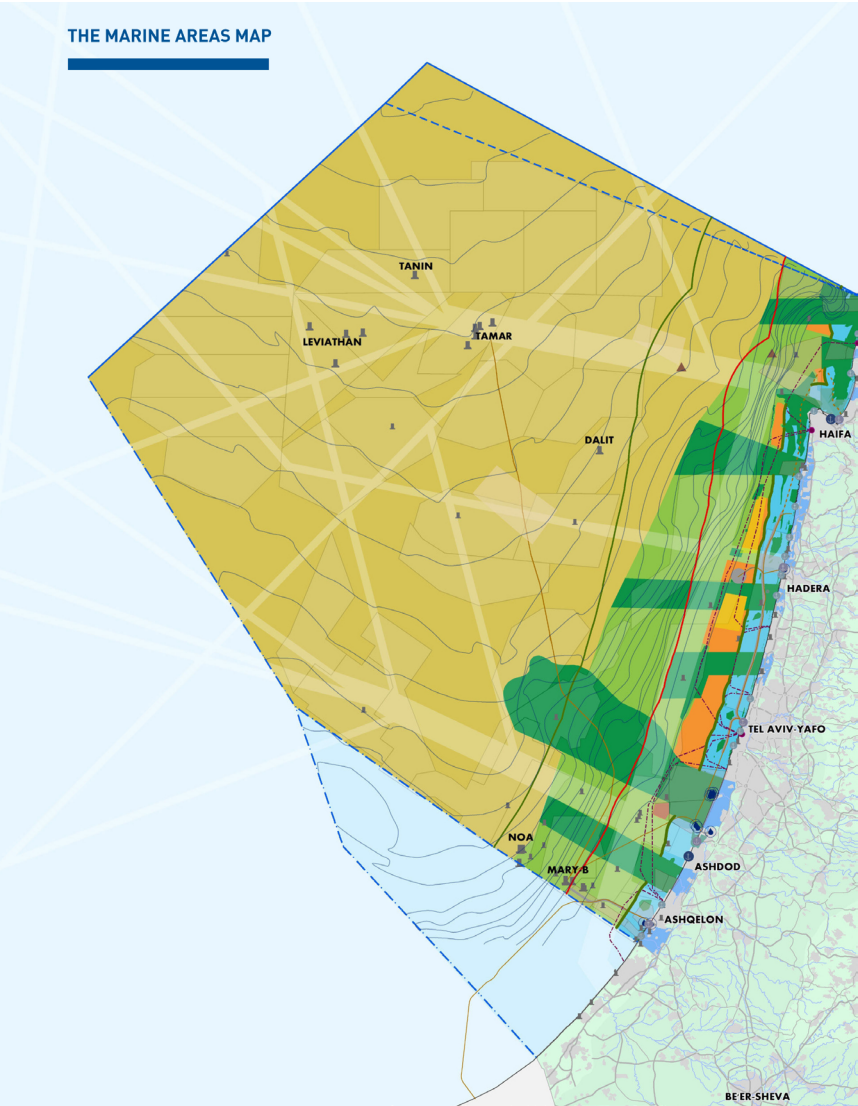 THE MARINE AREAS MAP
TANIN
LEVIATHAN
TAMAR
HAIFA
DALIT
HADERA
TEL AVIV-YAFO
NOA
MARY B
ASHDOD
ASHQELON
BE'ER-SHEVA